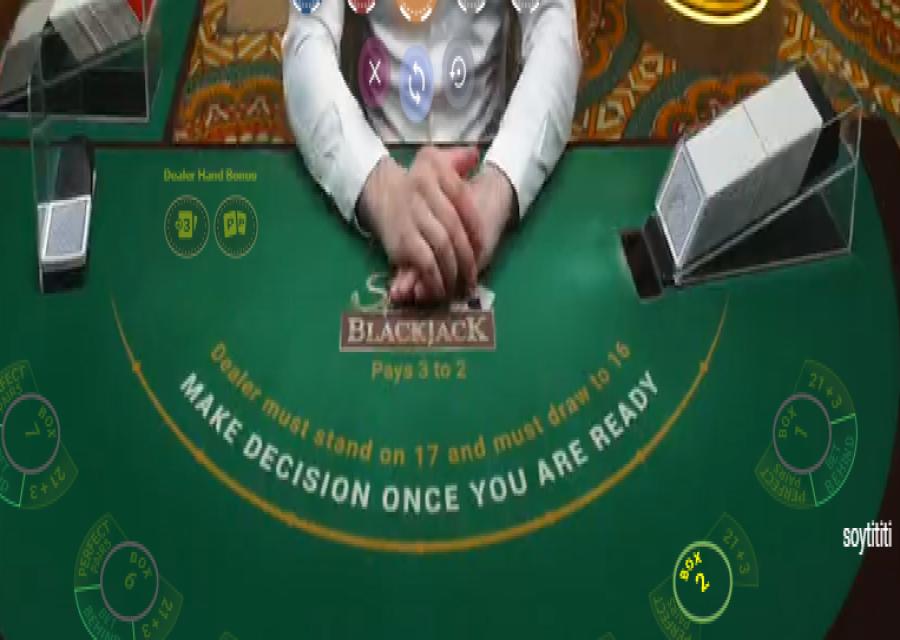 Dealer Hand Bonus
BLACKJACK
Pays 3 to 2
Dealer must stand on 17 and must draw to 16
MAKE DECISION ONCE YOU ARE READY
BOX
7
21+3
21+3
BOX
1
BET BEHIND
PERFECT PAIRS
soytititi
PERFECT PAIRS
BOX
6
BET BEHIND
21+3
21+3
BOX
2
PAIRS